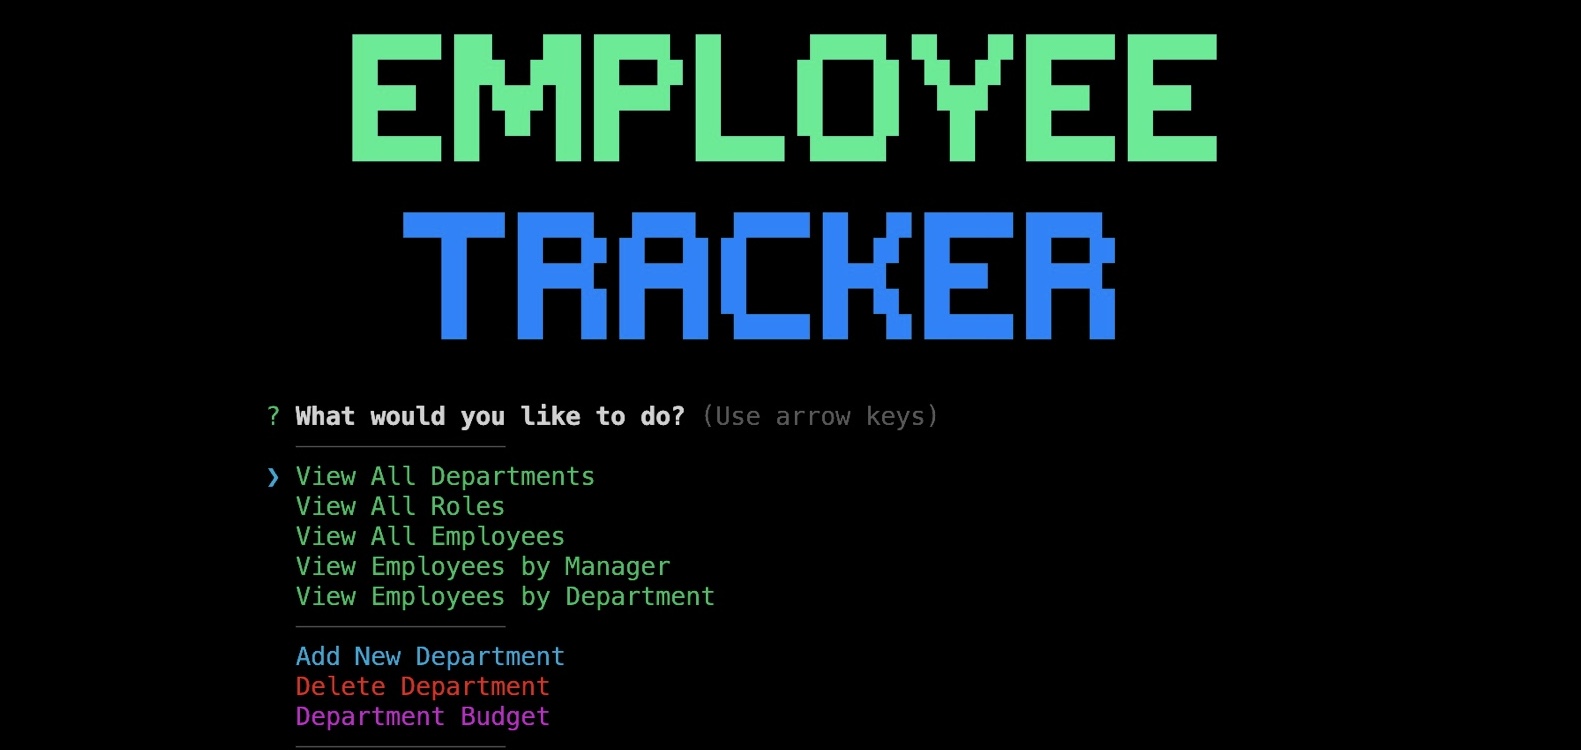 EMPLOYEE
TRACKER
? What would you like to do? (Use arrow keys)
❯ View All Departments
View All Roles
View All Employees
View Employees by Manager
View Employees by Department
Add New Department
Delete Department
Department Budget